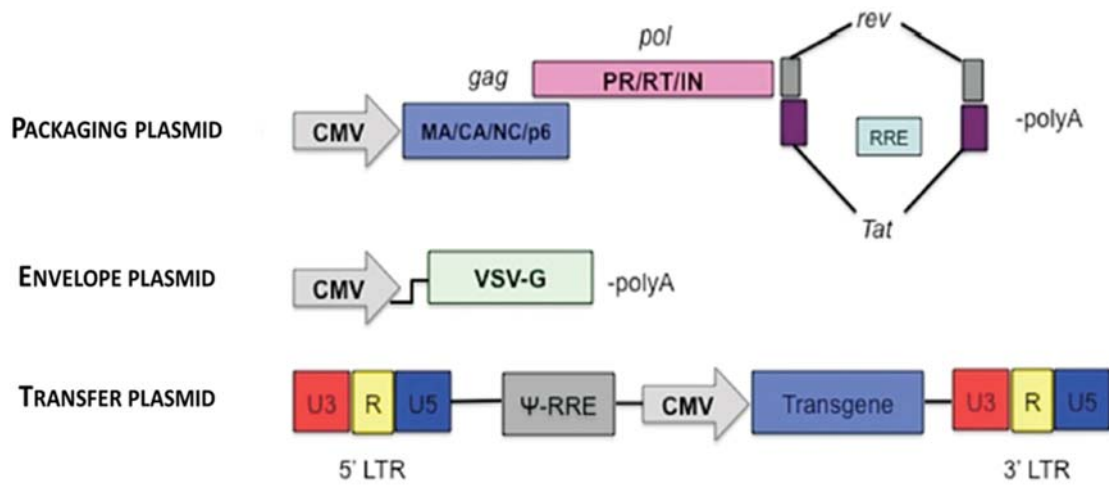 rev
pol
gag
PR/RT/IN
PACKAGING PLASMID
CMV
MA/CA/NC/p6
RRE
-polyA
Tat
ENVELOPE PLASMID
CMV
VSV-G
-polyA
TRANSFER PLASMID
U3 R U5
Ψ-RRE
CMV
Transgene
U3 R U5
5' LTR
3' LTR